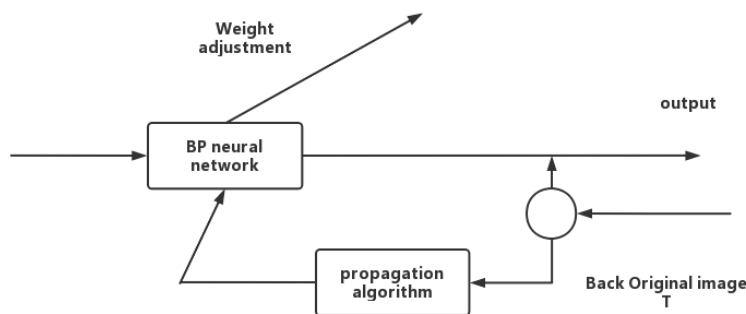 Weight
adjustment
output
BP neural
network
propagation
algorithm
Back Original image
T